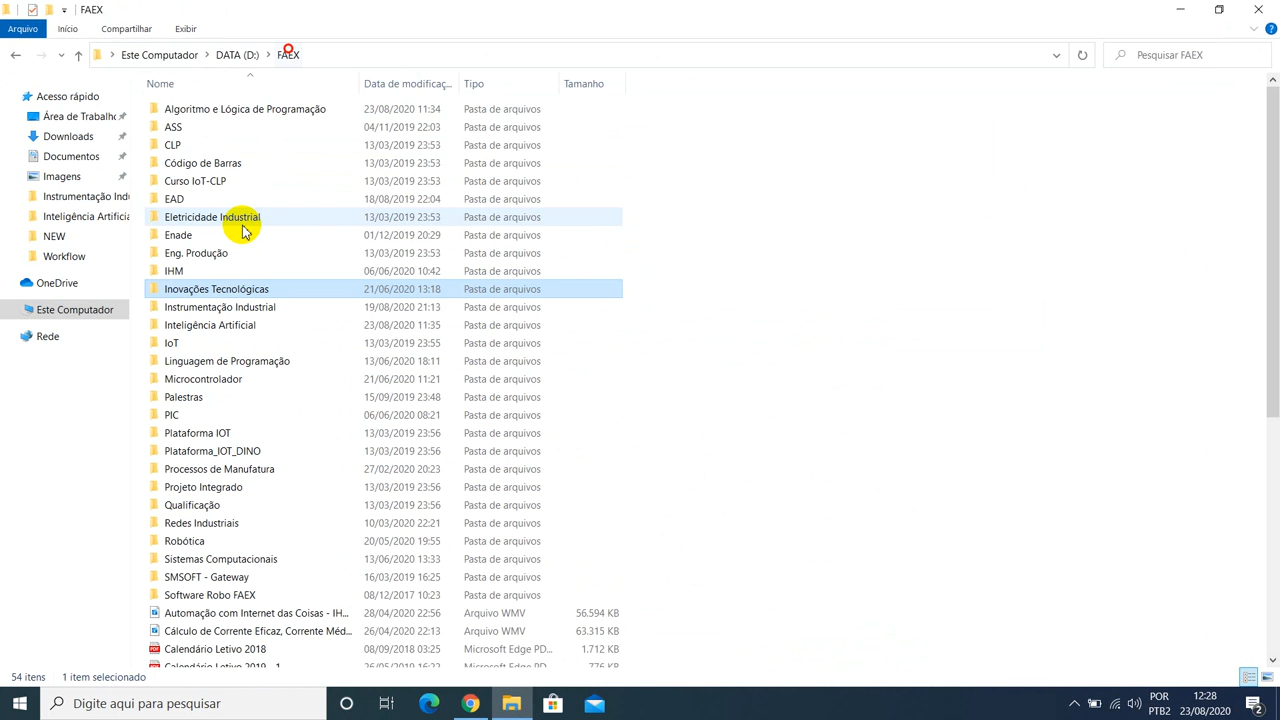 FAEX
Arquivo Início Compartilhar Exibir
Este Computador DATA (D:) FAEX Pesquisar FAEX
Nome Data de modificaç... Tipo Tamanho
Acesso rápido
Área de Trabalho
Downloads
Documentos
Imagens
Instrumentação Ind
Inteligência Artificia
NEW
Workflow
OneDrive
Este Computador
Rede
Algoritmo e Lógica de Programação 23/08/2020 11:34 Pasta de arquivos
ASS 04/11/2019 22:03 Pasta de arquivos
CLP 13/03/2019 23:53 Pasta de arquivos
Código de Barras 13/03/2019 23:53 Pasta de arquivos
Curso IoT-CLP 13/03/2019 23:53 Pasta de arquivos
EAD 18/08/2019 22:04 Pasta de arquivos
Eletricidade Industrial 13/03/2019 23:53 Pasta de arquivos
Enade 01/12/2019 20:29 Pasta de arquivos
Eng. Produção 13/03/2019 23:53 Pasta de arquivos
IHM 06/06/2020 10:42 Pasta de arquivos
Inovações Tecnológicas 21/06/2020 13:18 Pasta de arquivos
Instrumentação Industrial 19/08/2020 21:13 Pasta de arquivos
Inteligência Artificial 23/08/2020 11:35 Pasta de arquivos
IoT 13/03/2019 23:55 Pasta de arquivos
Linguagem de Programação 13/06/2020 18:11 Pasta de arquivos
Microcontrolador 21/06/2020 11:21 Pasta de arquivos
Palestras 15/09/2019 23:48 Pasta de arquivos
PIC 06/06/2020 08:21 Pasta de arquivos
Plataforma IOT 13/03/2019 23:56 Pasta de arquivos
Plataforma_IOT_DINO 13/03/2019 23:56 Pasta de arquivos
Processos de Manufatura 27/02/2020 20:23 Pasta de arquivos
Projeto Integrado 13/03/2019 23:56 Pasta de arquivos
Qualificação 13/03/2019 23:56 Pasta de arquivos
Redes Industriais 10/03/2020 22:21 Pasta de arquivos
Robótica 20/05/2020 19:55 Pasta de arquivos
Sistemas Computacionais 13/06/2020 13:33 Pasta de arquivos
SMSOFT - Gateway 16/03/2019 16:25 Pasta de arquivos
Software Robo FAEX 08/12/2017 10:23 Pasta de arquivos
Automação com Internet das Coisas - IH... 28/04/2020 22:56 Arquivo WMV 56.594 KB
Cálculo de Corrente Eficaz, Corrente Méd... 26/04/2020 22:13 Arquivo WMV 63.315 KB
Calendário Letivo 2018 08/09/2018 03:25 Microsoft Edge PD... 1.712 KB
Calendário Letivo 2019 - 1 26/05/2019 16:22 Microsoft Edge PD... 776 KB
54 itens 1 item selecionado
Digite aqui para pesquisar
POR
PTB2
12:28
23/08/2020
2